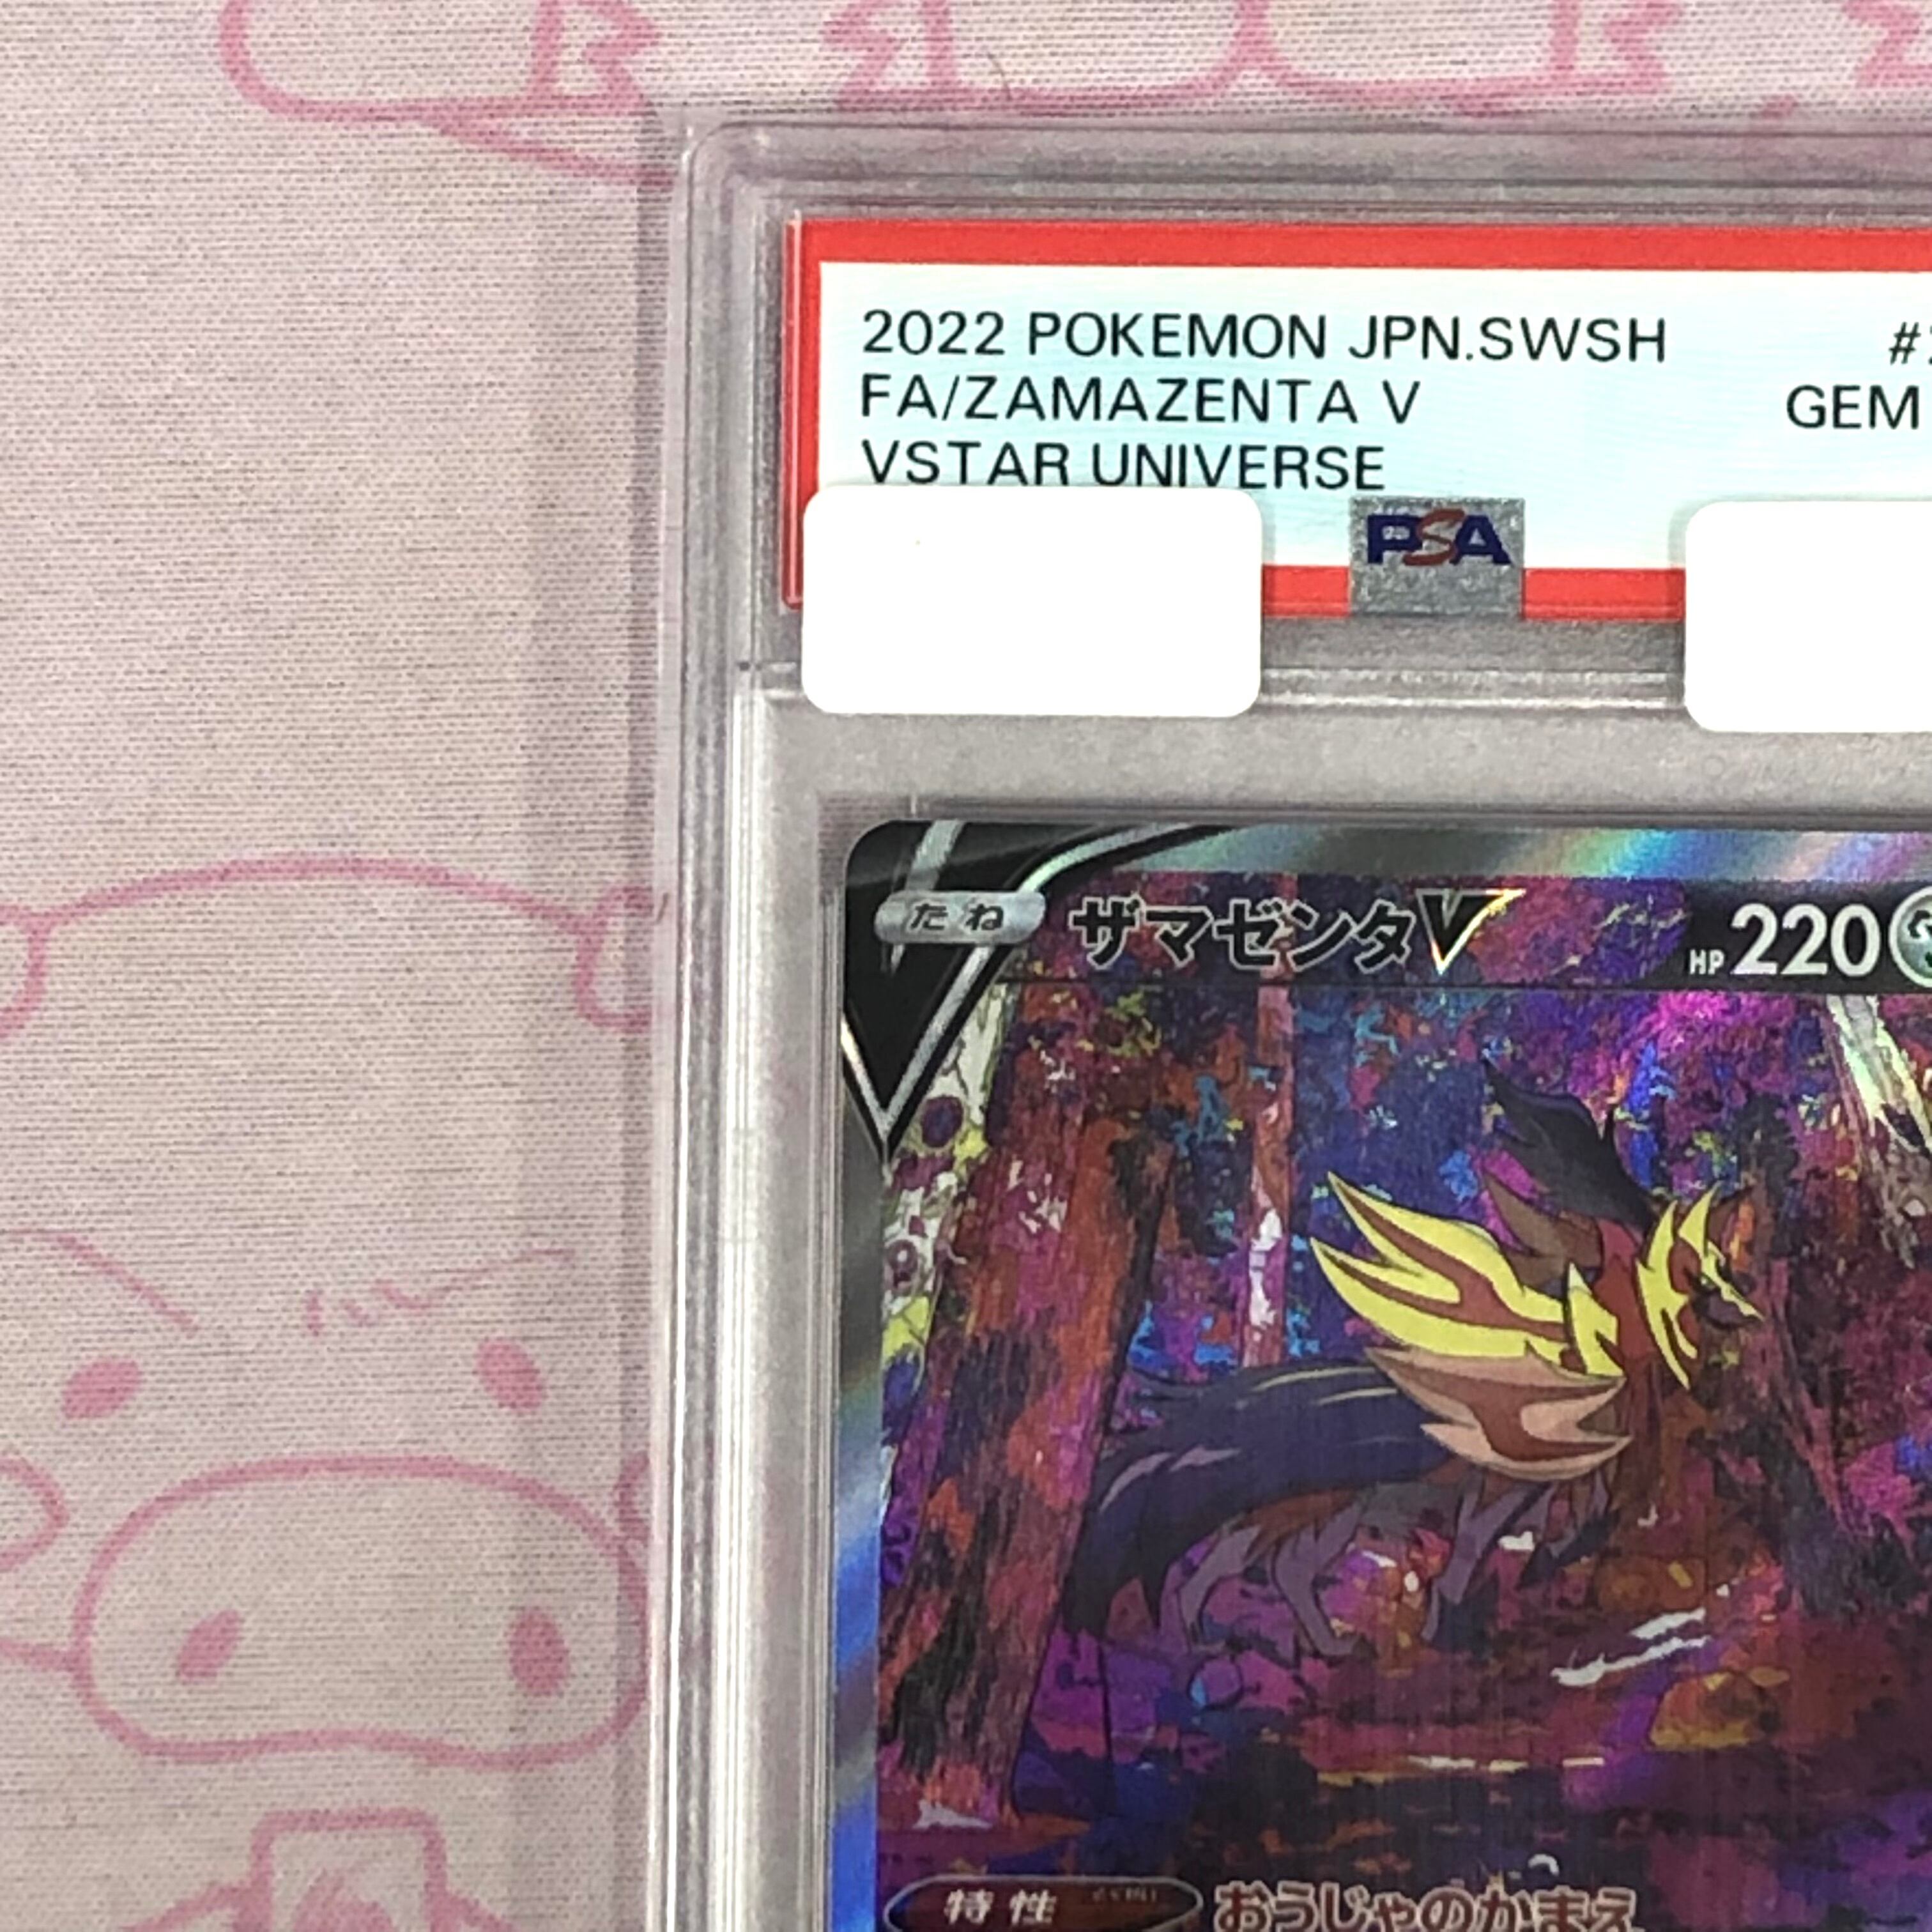 2022 POKEMON JPN.SWSH #
FA/ZAMAZENTA V GEM
VSTAR UNIVERSE
PSA
たね ザマゼンタV HP 220
特性 おうじゃのかまえ